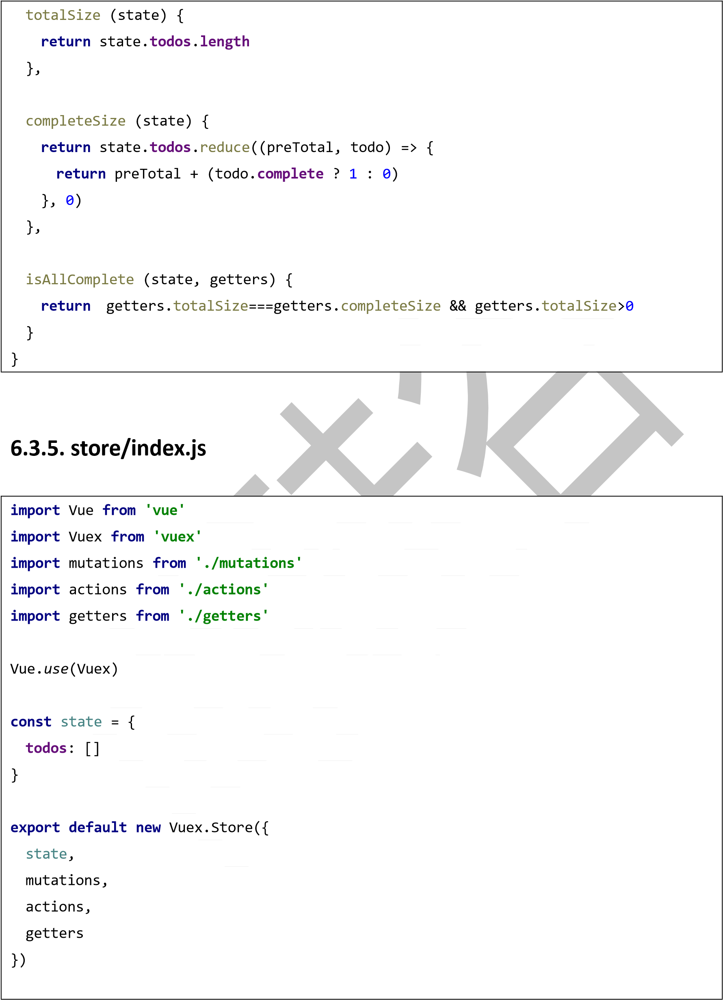 totalSize (state) {
return state.todos.length
},
completeSize (state) {
return state.todos.reduce((preTotal, todo) => {
return preTotal + (todo.complete ? 1 : 0)
}, 0)
},
isAllComplete (state, getters) {
return  getters.totalSize===getters.completeSize && getters.totalSize>0
}
}
6.3.5. store/index.js
import Vue from 'vue'
import Vuex from 'vuex'
import mutations from './mutations'
import actions from './actions'
import getters from './getters'
Vue.use(Vuex)
const state = {
todos: []
}
export default new Vuex.Store({
state,
mutations,
actions,
getters
})